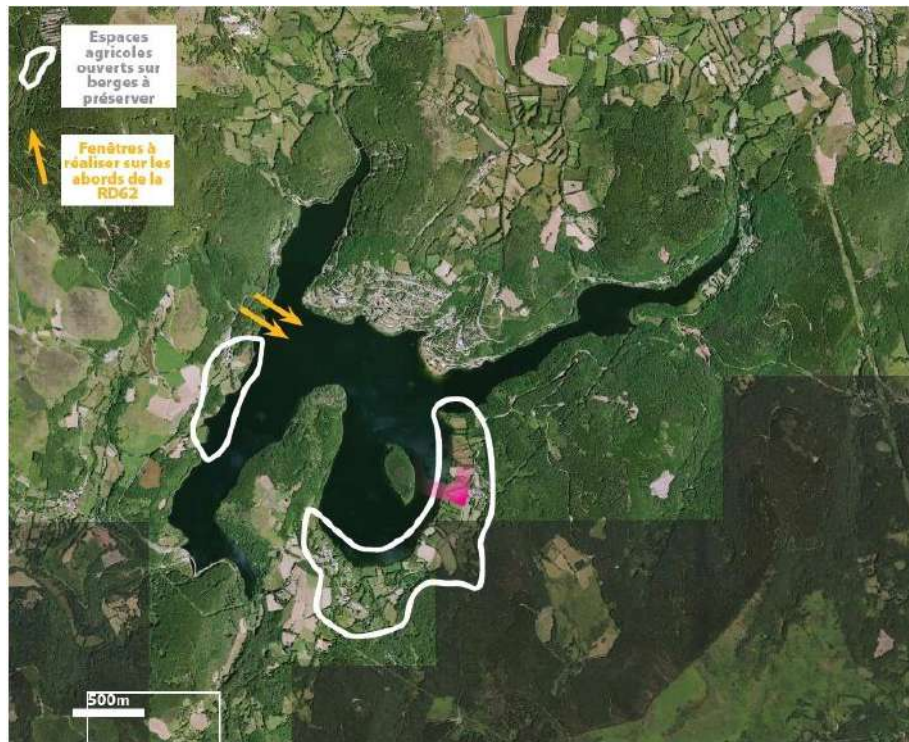 Espaces
agricoles
ouverts sur
berges à
préserver
Fenêtres à
réaliser sur les
abords de la
RD62
500m